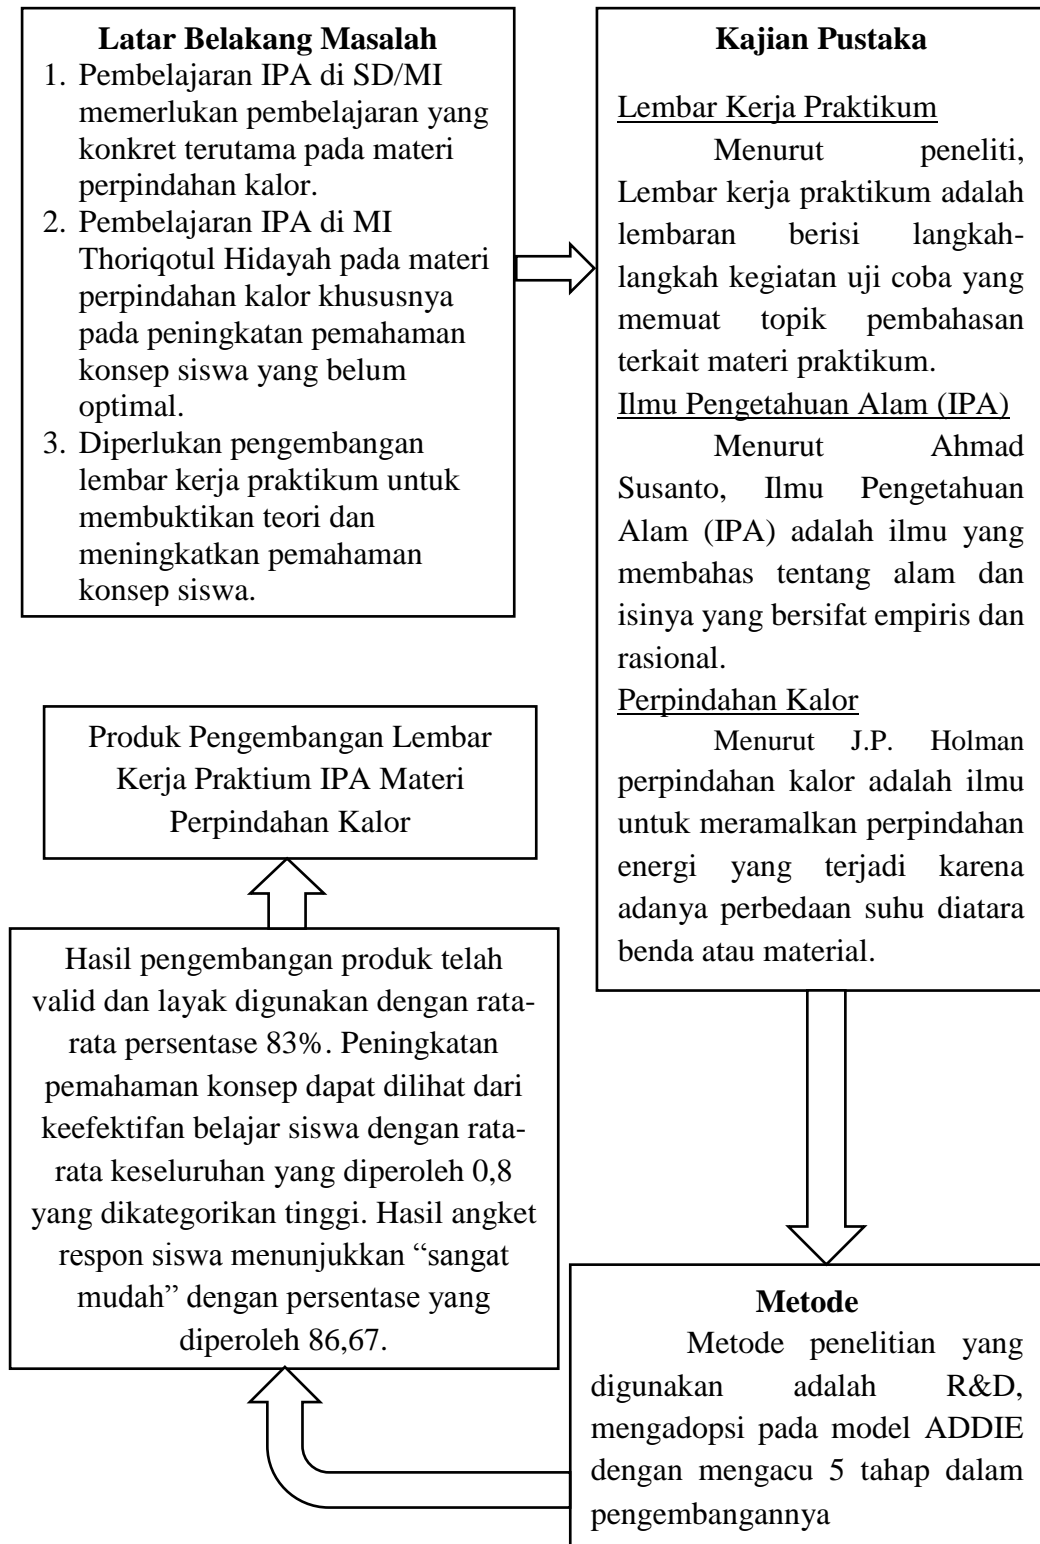 Latar Belakang Masalah
1. Pembelajaran IPA di SD/MI
memerlukan pembelajaran yang
konkret terutama pada materi
perpindahan kalor.
2. Pembelajaran IPA di MI
Thoriqotul Hidayah pada materi
perpindahan kalor khususnya
pada peningkatan pemahaman
konsep siswa yang belum
optimal.
3. Diperlukan pengembangan
lembar kerja praktikum untuk
membuktikan teori dan
meningkatkan pemahaman
konsep siswa.
Kajian Pustaka
Lembar Kerja Praktikum
Menurut peneliti,
Lembar kerja praktikum adalah
lembaran berisi langkah-
langkah kegiatan uji coba yang
memuat topik pembahasan
terkait materi praktikum.
Ilmu Pengetahuan Alam (IPA)
Menurut Ahmad
Susanto, Ilmu Pengetahuan
Alam (IPA) adalah ilmu yang
membahas tentang alam dan
isinya yang bersifat empiris dan
rasional.
Perpindahan Kalor
Menurut J.P. Holman
perpindahan kalor adalah ilmu
untuk meramalkan perpindahan
energi yang terjadi karena
adanya perbedaan suhu diatara
benda atau material.
Metode
Metode penelitian yang
digunakan adalah R&D,
mengadopsi pada model ADDIE
dengan mengacu 5 tahap dalam
pengembangannya
Hasil pengembangan produk telah
valid dan layak digunakan dengan rata-
rata persentase 83%. Peningkatan
pemahaman konsep dapat dilihat dari
keefektifan belajar siswa dengan rata-
rata keseluruhan yang diperoleh 0,8
yang dikategorikan tinggi. Hasil angket
respon siswa menunjukkan “sangat
mudah” dengan persentase yang
diperoleh 86,67.
Produk Pengembangan Lembar
Kerja Praktium IPA Materi
Perpindahan Kalor